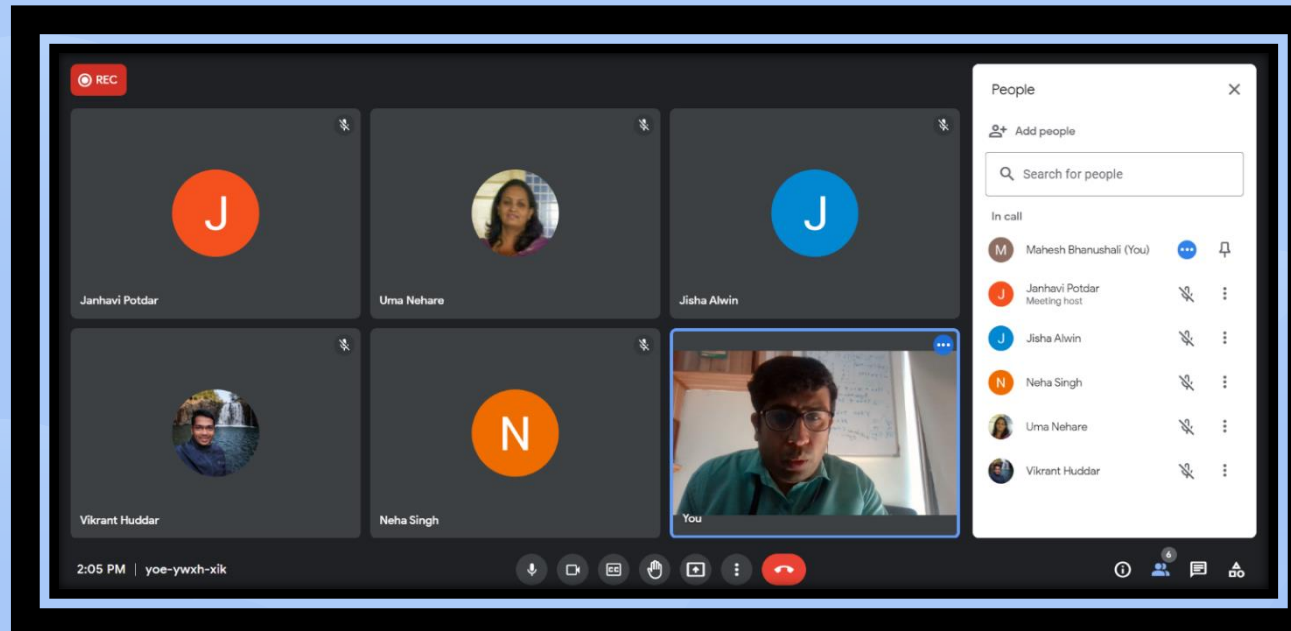 REC
J
J
Janhavi Potdar
Uma Nehare
Jisha Alwin
N
Vikrant Huddar
Neha Singh
You
2:05 PM | yoe-ywxh-xik
CC
6
People
Add people
Search for people
In call
M Mahesh Bhanushali (You)
J Janhavi Potdar
Meeting host
J Jisha Alwin
N Neha Singh
Uma Nehare
Vikrant Huddar